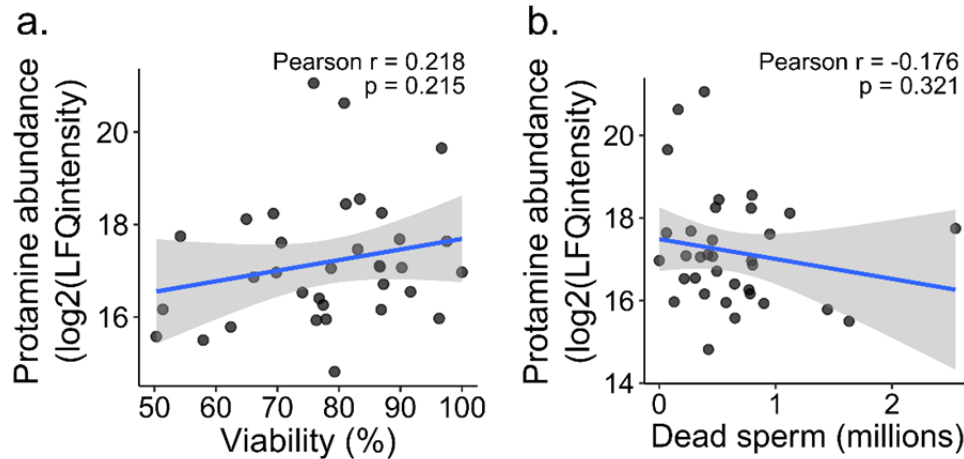 a.
Pearson r = 0.218
p = 0.215
Protamine abundance
(log2(LFQintensity)
20
18
16
50 60 70 80 90 100
Viability (%)
b.
Pearson r = -0.176
p = 0.321
Protamine abundance
(log2(LFQintensity)
20
18
16
14
0 1 2
Dead sperm (millions)